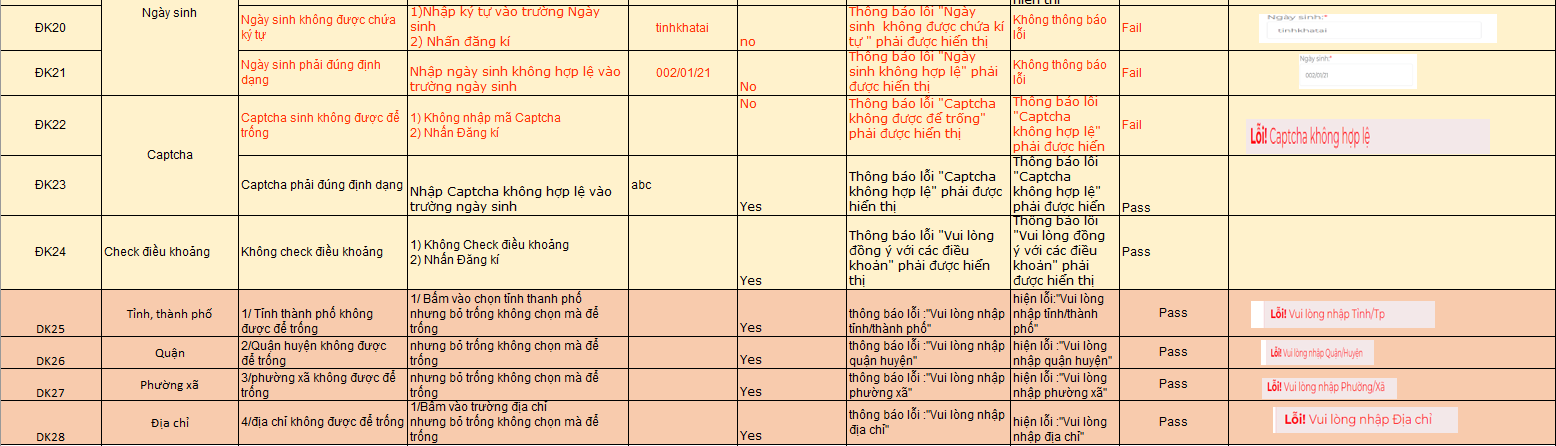 Ngày sinh
hiển thị
ĐK20
Ngày sinh không được chứa
ký tự
1)Nhập ký tự vào trường Ngày
sinh
2) Nhấn đăng kí
tinhkhatai
no
Thông báo lỗi "Ngày
sinh không được chứa kí
tự " phải được hiển thị
Không thông báo
lỗi
Fail
Ngày sinh:*
tinhkhatai
ĐK21
Ngày sinh phải đúng định
dạng
Nhập ngày sinh không hợp lệ vào
trường ngày sinh
002/01/21
No
Thông báo lỗi "Ngày
sinh không hợp lệ" phải
được hiển thị
Không thông báo
lỗi
Fail
Ngày sinh:*
002/01/21
ĐK22
Captcha
Captcha sinh không được để
trống
1) Không nhập mã Captcha
2) Nhấn Đăng kí
No
Thông báo lỗi "Captcha
không được để trống"
phải được hiển thị
Thông báo lỗi
"Captcha
không hợp lệ"
phải được hiển
Fail
Lỗi! Captcha không hợp lệ
ĐK23
Captcha phải đúng định dạng
Nhập Captcha không hợp lệ vào
trường ngày sinh
abc
Yes
Thông báo lỗi "Captcha
không hợp lệ" phải được
hiển thị
Thông báo lỗi
"Captcha
không hợp lệ"
phải được hiển
Pass
ĐK24
Check điều khoảng
Không check điều khoảng
1) Không Check điều khoảng
2) Nhấn Đăng kí
Yes
Thông báo lỗi "Vui lòng
đồng ý với các điều
khoản" phải được hiển
thị
Thông báo lỗi
"Vui lòng đồng
ý với các điều
khoản" phải
được hiển thị
Pass
DK25
Tỉnh, thành phố
1/ Tỉnh thành phố không
được để trống
1/ Bấm vào chọn tỉnh thanh phố
nhưng bỏ trống không chọn mà để
trống
Yes
thông báo lỗi :"Vui lòng nhập
tỉnh/thành phố"
hiện lỗi:"Vui lòng
nhập tỉnh/thành
phố"
Pass
Lỗi! Vui lòng nhập Tỉnh/Tp
DK26
Quận
2/Quận huyện không được
để trống
nhưng bỏ trống không chọn mà để
trống
Yes
thông báo lỗi :"Vui lòng nhập
quận huyện"
hiện lỗi :"Vui lòng
nhập quận huyện"
Pass
Lỗi! Vui lòng nhập Quận/Huyện
DK27
Phường xã
3/phường xã không được để
trống
nhưng bỏ trống không chọn mà để
trống
Yes
thông báo lỗi :"Vui lòng nhập
phường xã"
hiện lỗi :"Vui lòng
nhập phường xã"
Pass
Lỗi! Vui lòng nhập Phường/Xã
DK28
Địa chỉ
4/địa chỉ không được để trống
1/Bấm vào trường địa chỉ
nhưng bỏ trống không chọn mà để
trống
Yes
thông báo lỗi :"Vui lòng nhập
địa chỉ"
hiện lỗi :"Vui lòng
nhập địa chỉ"
Pass
Lỗi! Vui lòng nhập Địa chỉ